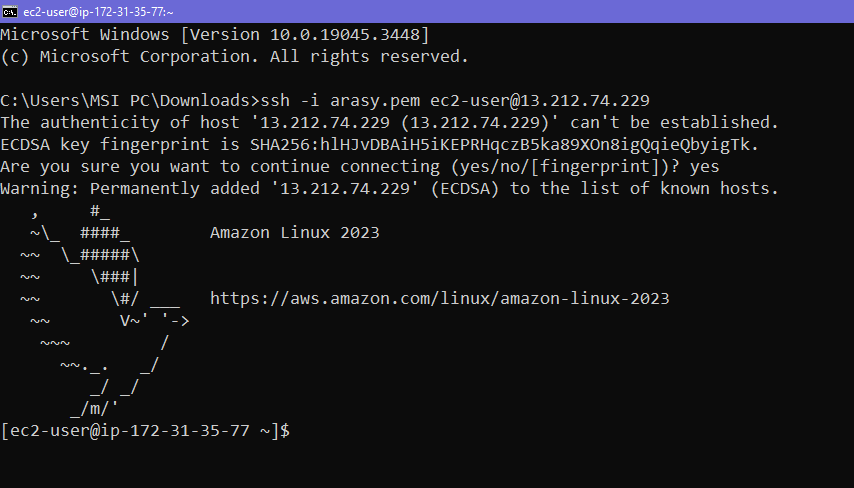 ec2-user@ip-172-31-35-77:~
Microsoft Windows [Version 10.0.19045.3448]
(c) Microsoft Corporation. All rights reserved.

C:\Users\MSI PC\Downloads>ssh -i arasy.pem ec2-user@13.212.74.229
The authenticity of host '13.212.74.229 (13.212.74.229)' can't be established.
ECDSA key fingerprint is SHA256:hlHJvDBAiH5iKEPRHqczB5ka89XOn8igQqieQbyigTk.
Are you sure you want to continue connecting (yes/no/[fingerprint])? yes
Warning: Permanently added '13.212.74.229' (ECDSA) to the list of known hosts.
   ,     #_
   ~\_  ####_        Amazon Linux 2023
  ~~  \_#####\
  ~~     \###|
  ~~       \#/ ___   https://aws.amazon.com/linux/amazon-linux-2023
   ~~       V~' '->
    ~~~         /
      ~~._.   _/
         _/ _/
       _/m/'
[ec2-user@ip-172-31-35-77 ~]$